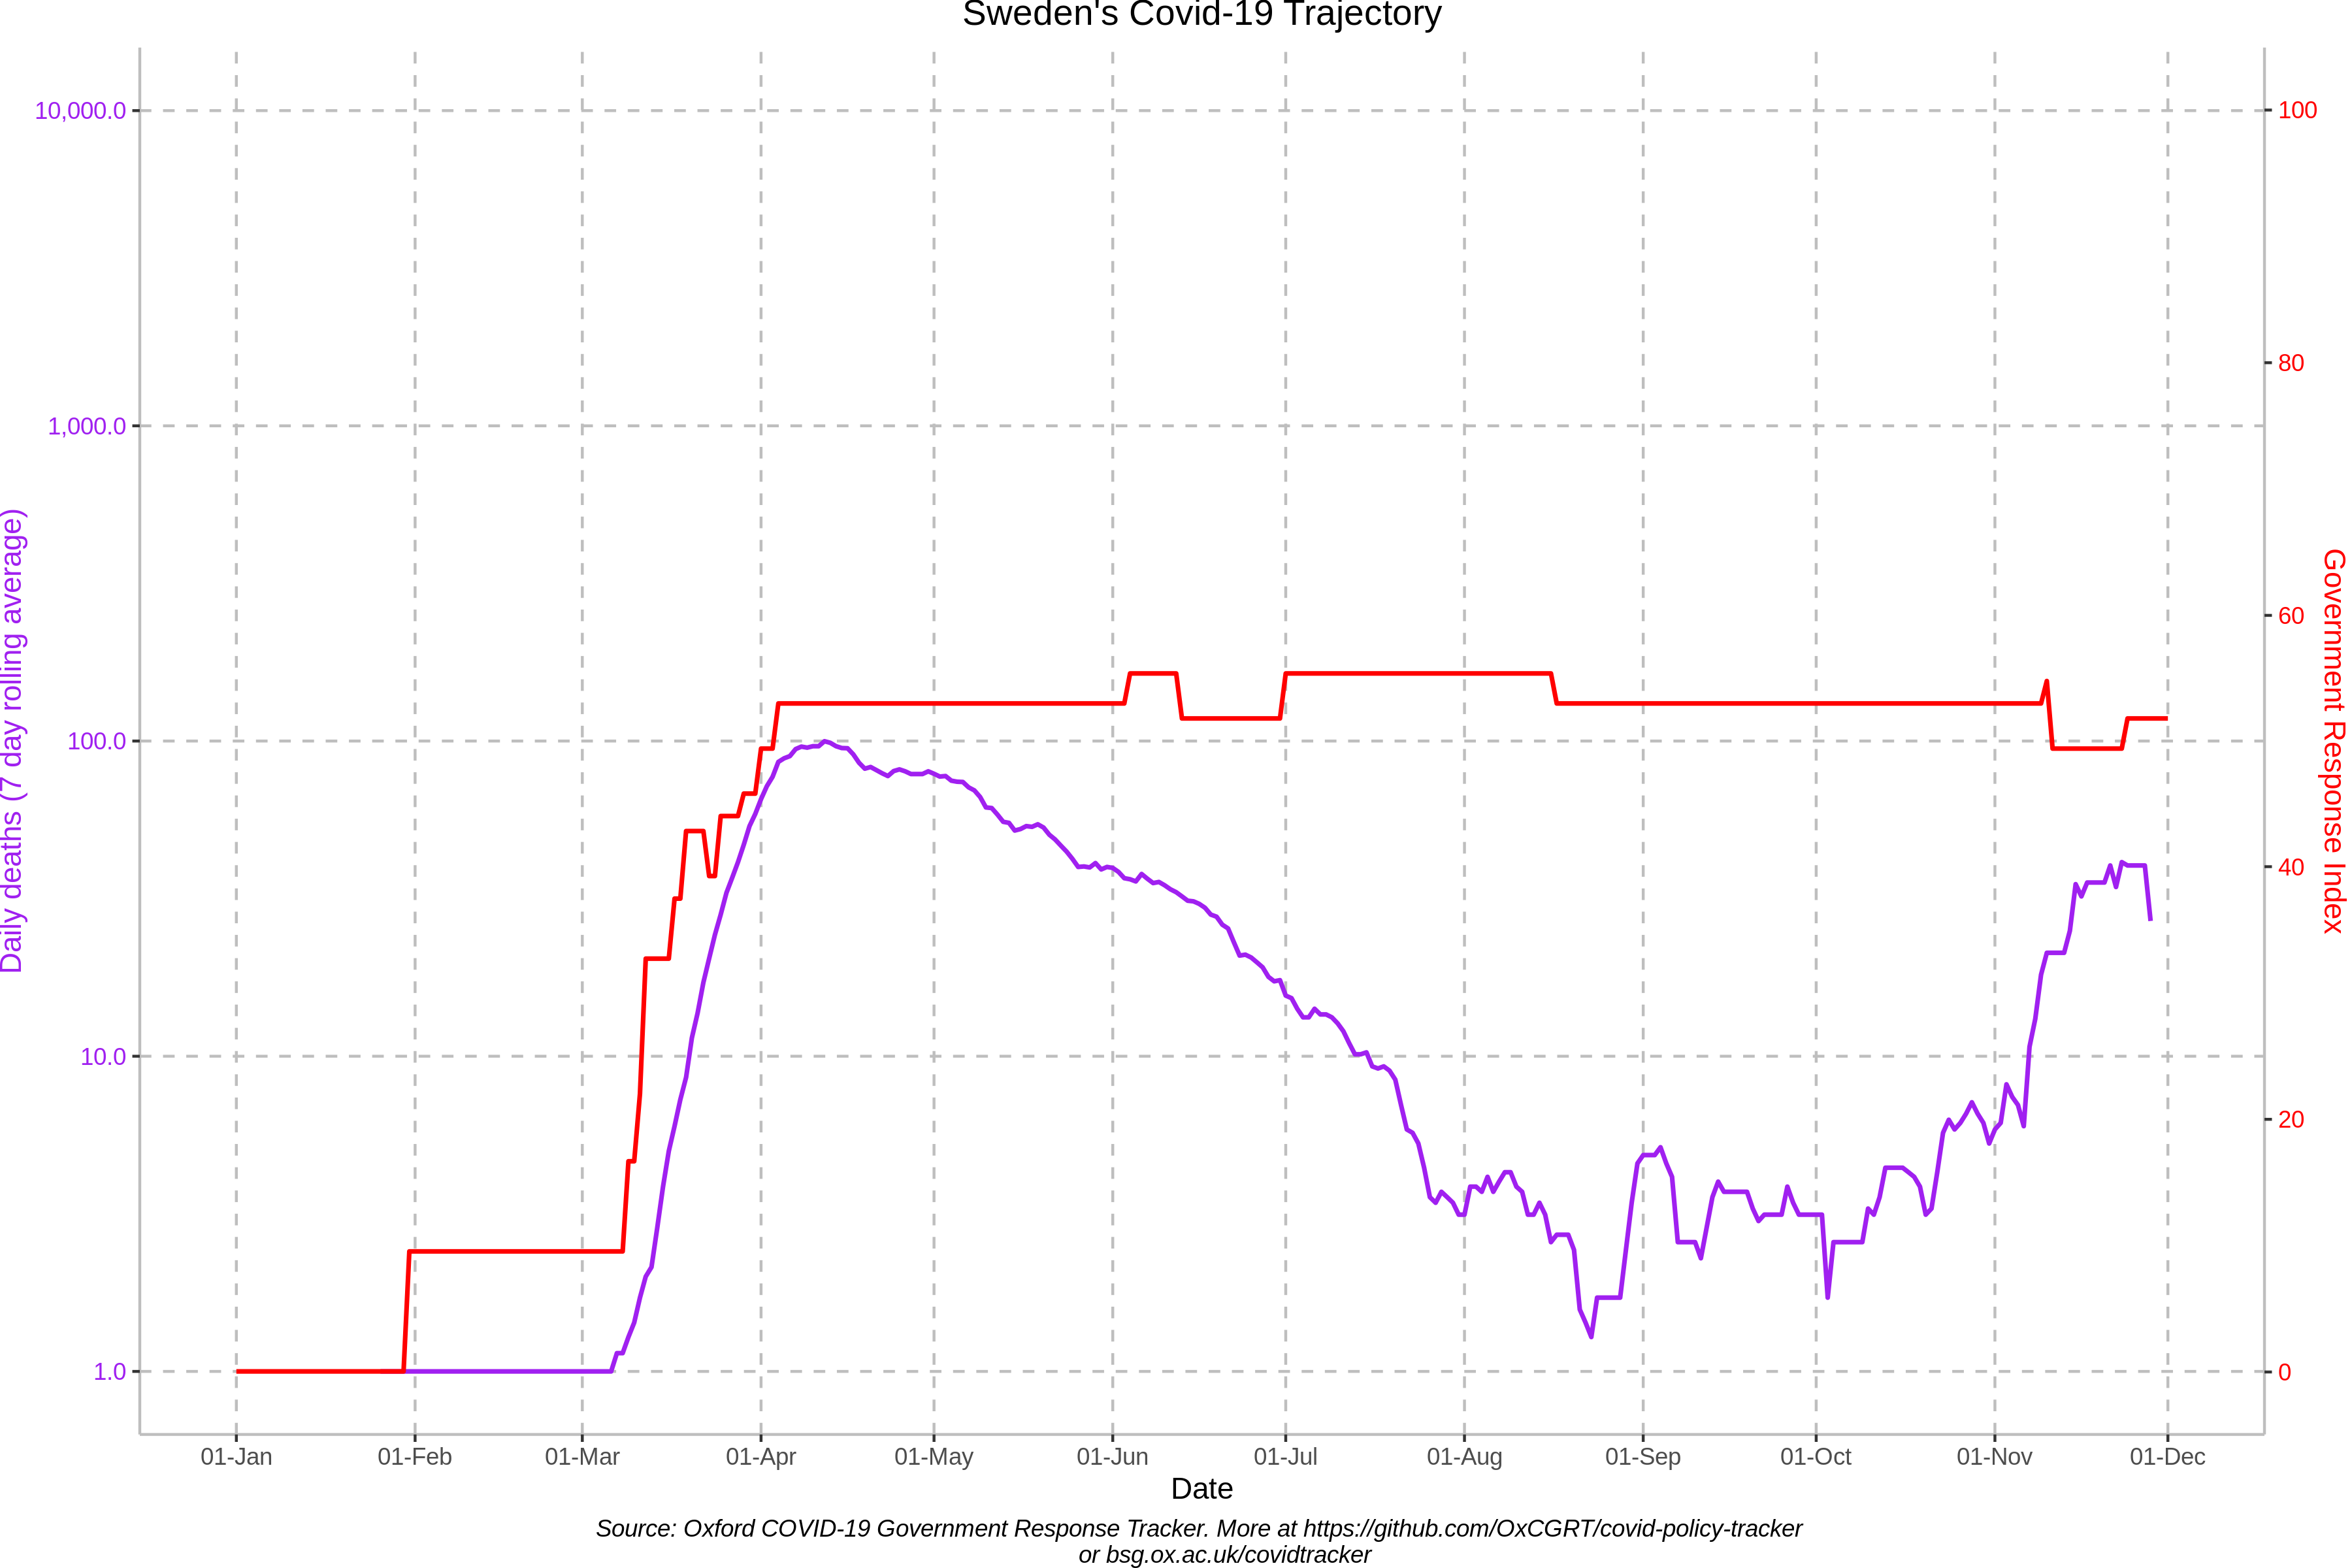 Sweden's Covid-19 Trajectory
10,000.0
1,000.0
100.0
10.0
1.0
Daily deaths (7 day rolling average)
100
80
60
40
20
0
Government Response Index
01-Jan 01-Feb 01-Mar 01-Apr 01-May 01-Jun 01-Jul 01-Aug 01-Sep 01-Oct 01-Nov 01-Dec
Date
Source: Oxford COVID-19 Government Response Tracker. More at https://github.com/OxCGRT/covid-policy-tracker
or bsg.ox.ac.uk/covidtracker